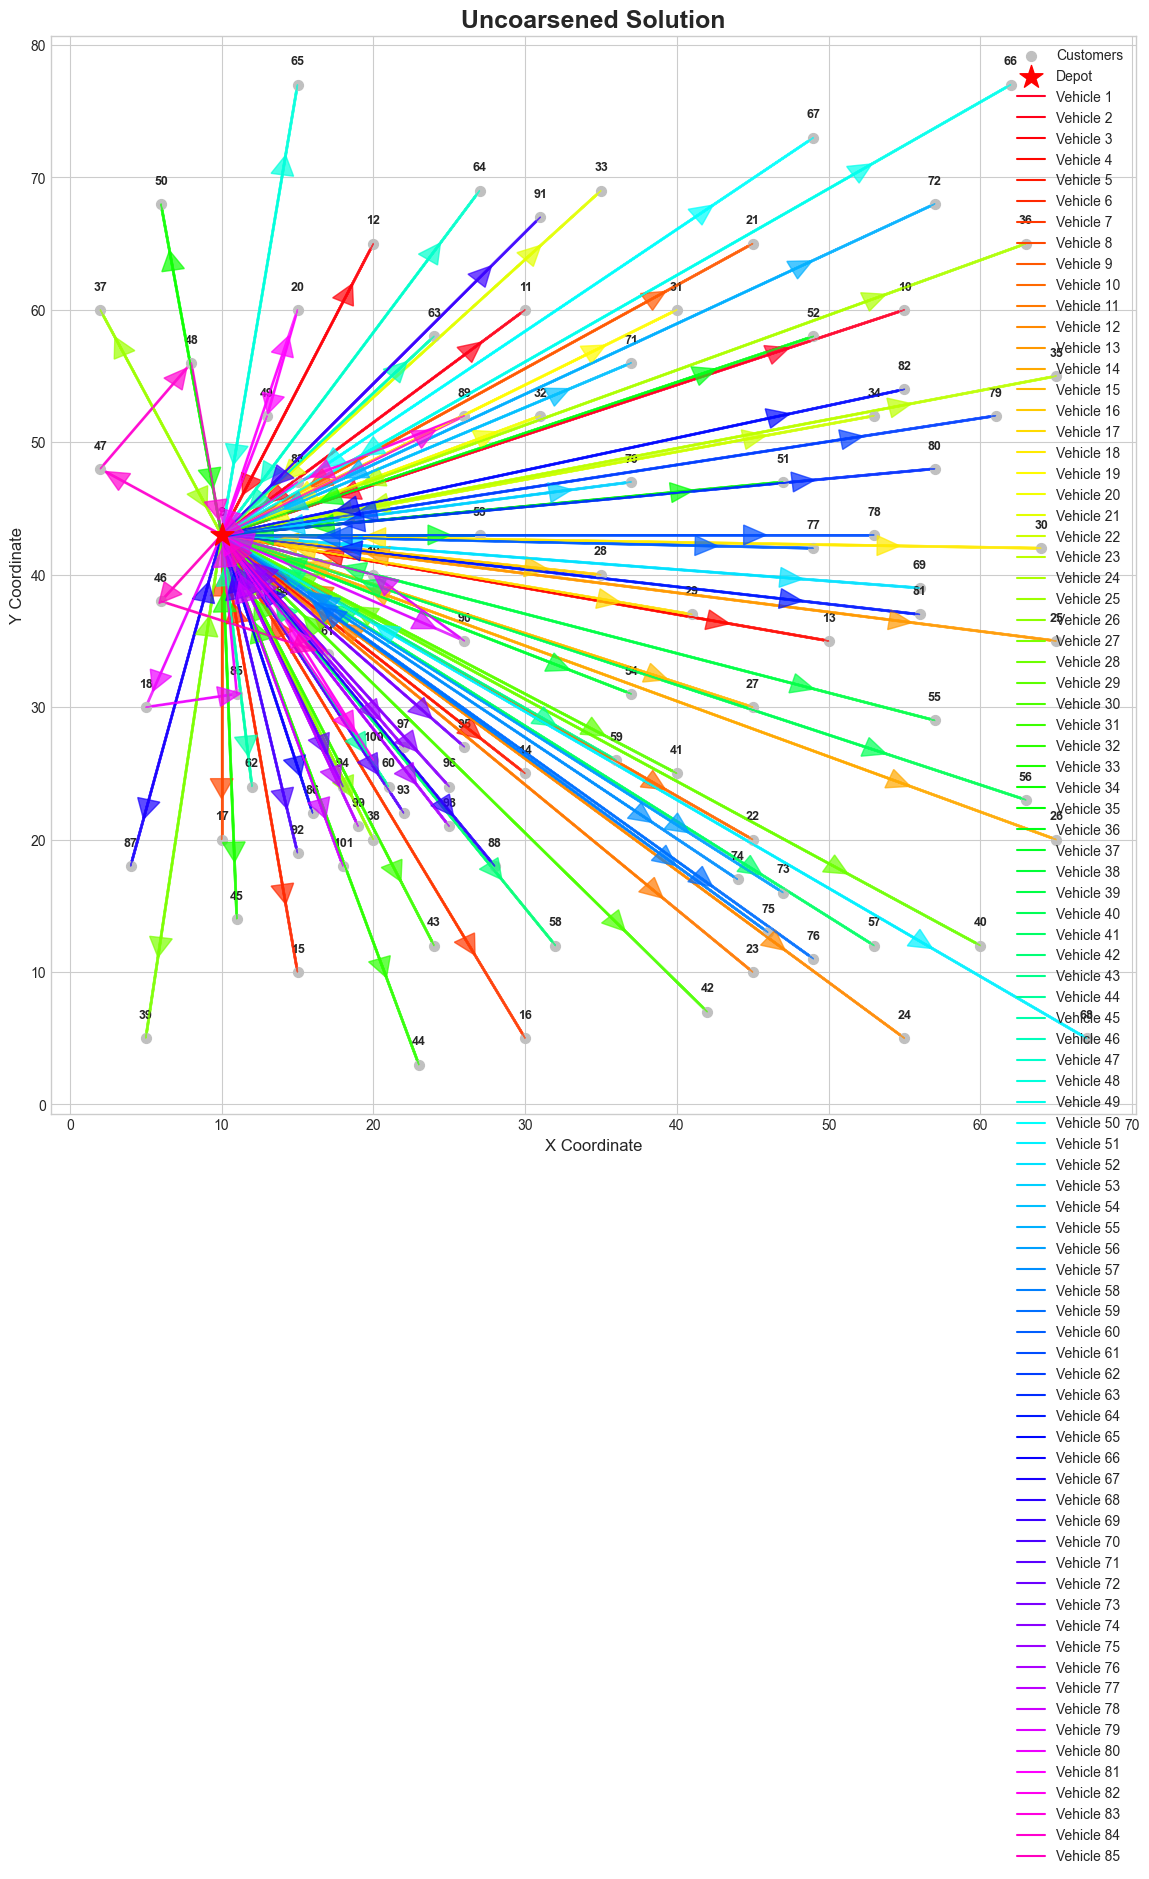 Uncoarsened Solution
Customers
Depot
Vehicle 1
Vehicle 2
Vehicle 3
Vehicle 4
Vehicle 5
Vehicle 6
Vehicle 7
Vehicle 8
Vehicle 9
Vehicle 10
Vehicle 11
Vehicle 12
Vehicle 13
Vehicle 14
Vehicle 15
Vehicle 16
Vehicle 17
Vehicle 18
Vehicle 19
Vehicle 20
Vehicle 21
Vehicle 22
Vehicle 23
Vehicle 24
Vehicle 25
Vehicle 26
Vehicle 27
Vehicle 28
Vehicle 29
Vehicle 30
Vehicle 31
Vehicle 32
Vehicle 33
Vehicle 34
Vehicle 35
Vehicle 36
Vehicle 37
Vehicle 38
Vehicle 39
Vehicle 40
Vehicle 41
Vehicle 42
Vehicle 43
Vehicle 44
Vehicle 45
Vehicle 46
Vehicle 47
Vehicle 48
Vehicle 49
Vehicle 50
Vehicle 51
Vehicle 52
Vehicle 53
Vehicle 54
Vehicle 55
Vehicle 56
Vehicle 57
Vehicle 58
Vehicle 59
Vehicle 60
Vehicle 61
Vehicle 62
Vehicle 63
Vehicle 64
Vehicle 65
Vehicle 66
Vehicle 67
Vehicle 68
Vehicle 69
Vehicle 70
Vehicle 71
Vehicle 72
Vehicle 73
Vehicle 74
Vehicle 75
Vehicle 76
Vehicle 77
Vehicle 78
Vehicle 79
Vehicle 80
Vehicle 81
Vehicle 82
Vehicle 83
Vehicle 84
Vehicle 85
Y Coordinate
80
70
60
50
40
30
20
10
0
65
66
67
50
64
33
72
91
12
21
36
37
20
11
31
10
63
52
48
71
35
82
49
89
32
34
79
80
51
47
78
77
30
28
69
46
90
29
13
81
25
61
54
18
85
27
55
97
95
100
14
59
41
62
94
60
96
56
86
93
17
99
38
98
22
26
87
92
101
88
74
73
45
75
15
43
58
23
76
57
40
39
16
44
42
24
68
0
10
20
30
40
50
60
70
X Coordinate